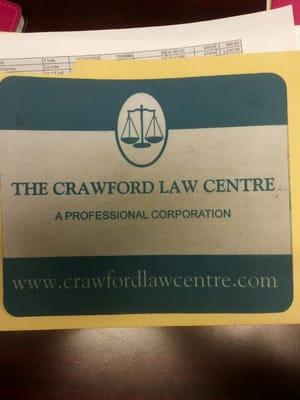 THE CRAWFORD LAW CENTRE
A PROFESSIONAL CORPORATION
www.crawfordlawcentre.com